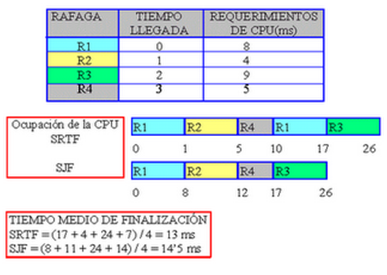 RAFAGA TIEMPO LLEGADA REQUERIMIENTOS DE CPU(ms)
R1 0 8
R2 1 4
R3 2 9
R4 3 5
Ocupación de la CPU
SRTF
R1 R2 R4 R1 R3
0 1 5 10 17 26
SJF
R1 R2 R4 R3
0 8 12 17 26
TIEMPO MEDIO DE FINALIZACIÓN
SRTF = (17 + 4 + 24 + 7) / 4 = 13 ms
SJF = (8 + 11 + 24 + 14) / 4 = 14'5 ms